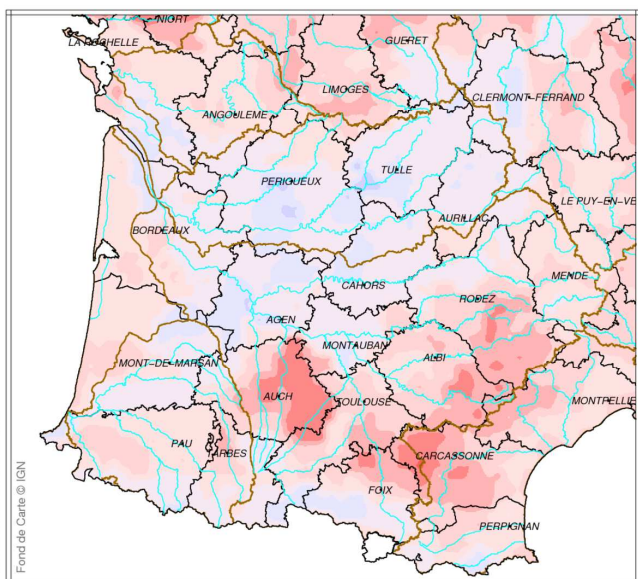 NIORT
LA ROCHELLE
GUERET
LIMOGES
CLERMONT-FERRAND
ANGOULEME
TULLE
PERIGUEUX
LE PUY-EN-VE
AURILLAC
BORDEAUX
MENDE
CAHORS
RODEZ
AGEN
MONTAUBAN
ALBI
MONT-DE-MARSAN
AUCH
TOULOUSE
MONTPELLIE
PAU
TARBES
CARCASSONNE
FOIX
PERPIGNAN
Fond de Carte © IGN